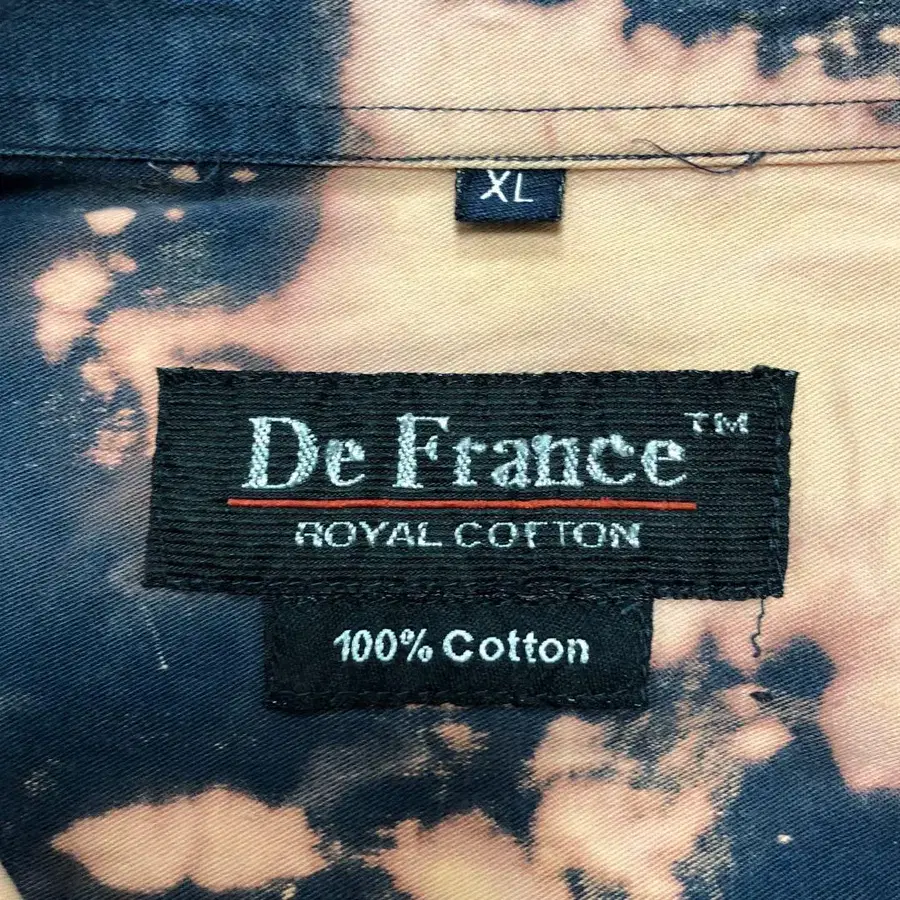 XL
De France™
ROYAL COTTON
100% Cotton